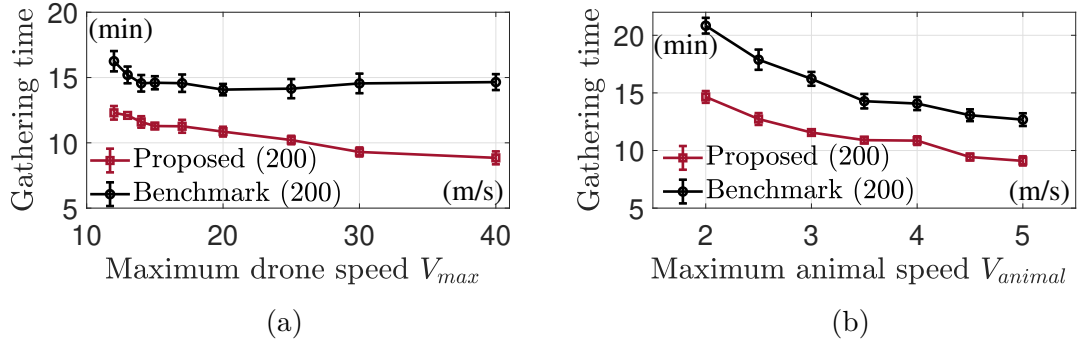 20
15
10
5
Gathering time
(min)
Proposed (200)
Benchmark (200)
(m/s)
10
20
30
40
Maximum drone speed V_max
(a)
20
15
10
5
Gathering time
(min)
Proposed (200)
Benchmark (200)
(m/s)
2
3
4
5
Maximum animal speed V_animal
(b)